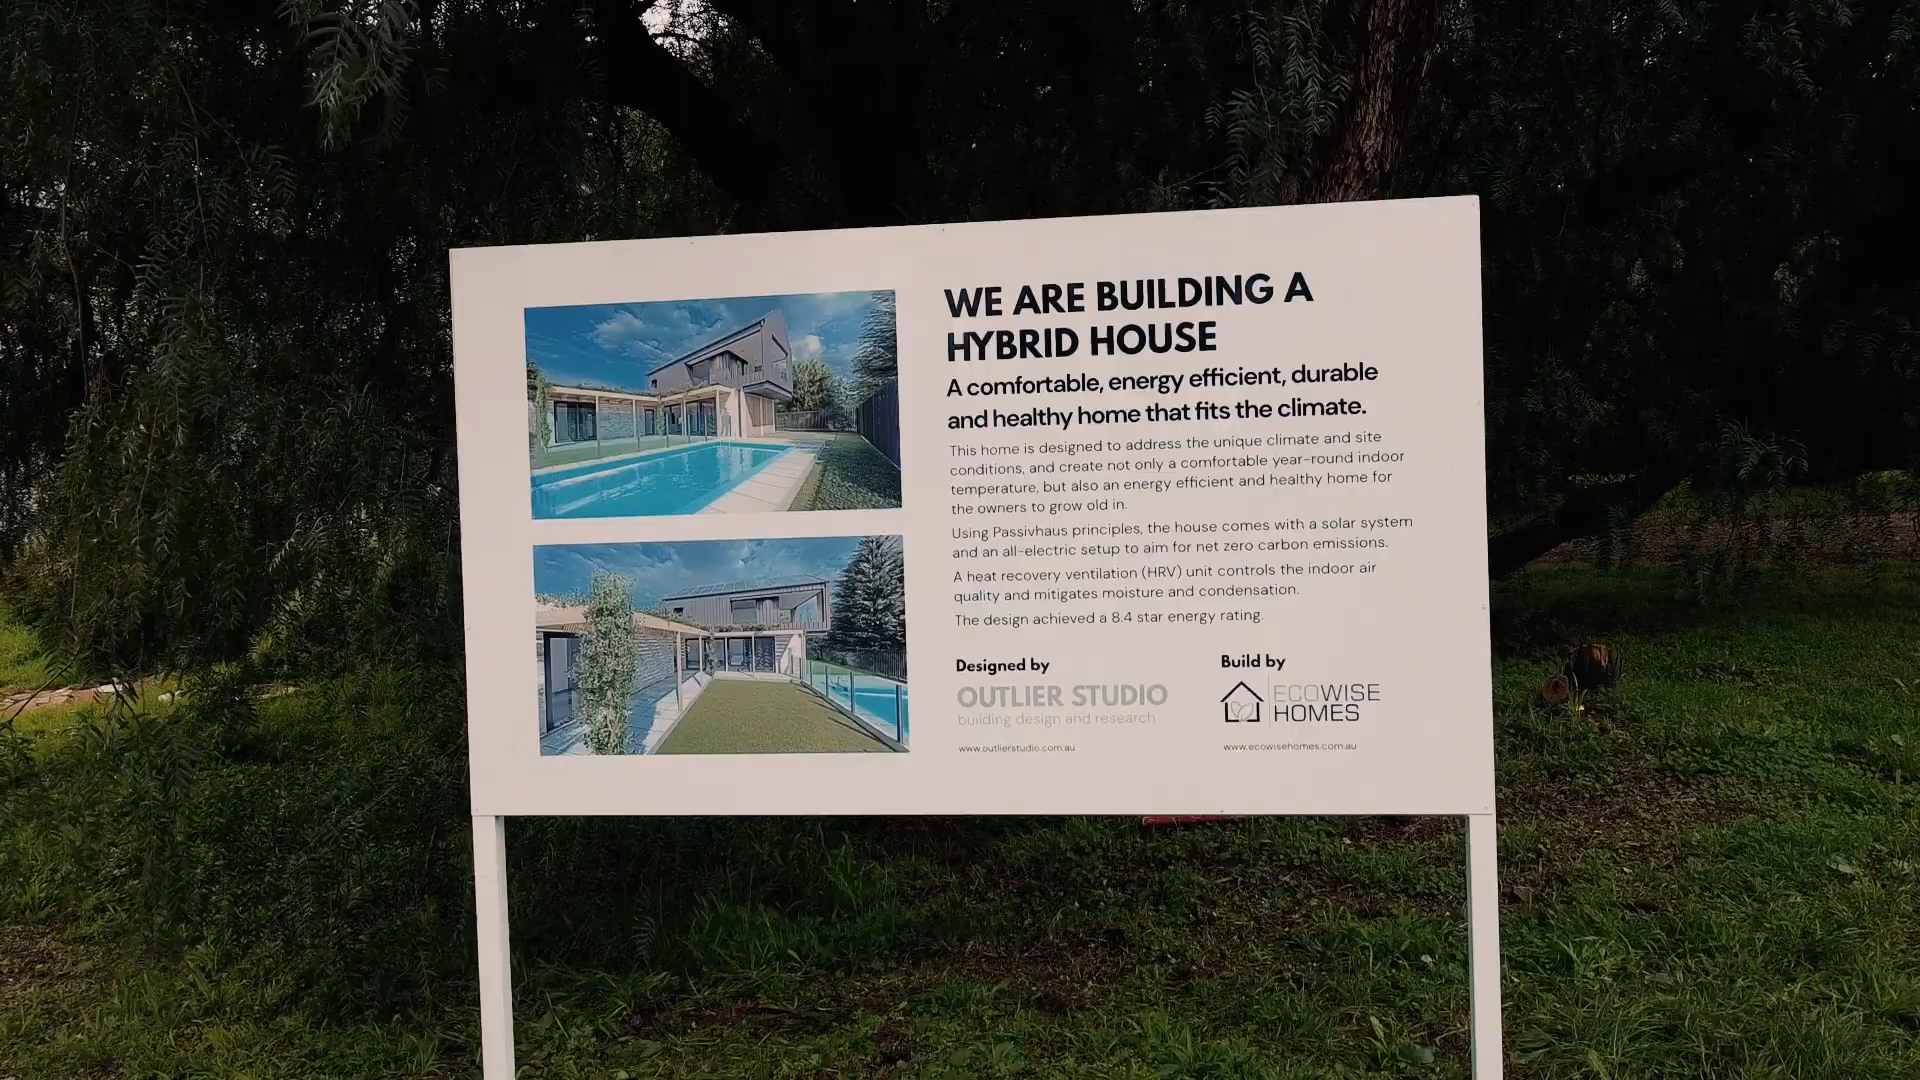 WE ARE BUILDING A
HYBRID HOUSE
A comfortable, energy efficient, durable
and healthy home that fits the climate.
This home is designed to address the unique climate and site
conditions, and create not only a comfortable year-round indoor
temperature, but also an energy efficient and healthy home for
the owners to grow old in.
Using Passivhaus principles, the house comes with a solar system
and an all-electric setup to aim for net zero carbon emissions.
A heat recovery ventilation (HRV) unit controls the indoor air
quality and mitigates moisture and condensation.
The design achieved a 8.4 star energy rating.
Designed by
OUTLIER STUDIO
building design and research
www.outlierstudio.com.au
Build by
ECOWISE
HOMES
www.ecowisehomes.com.au